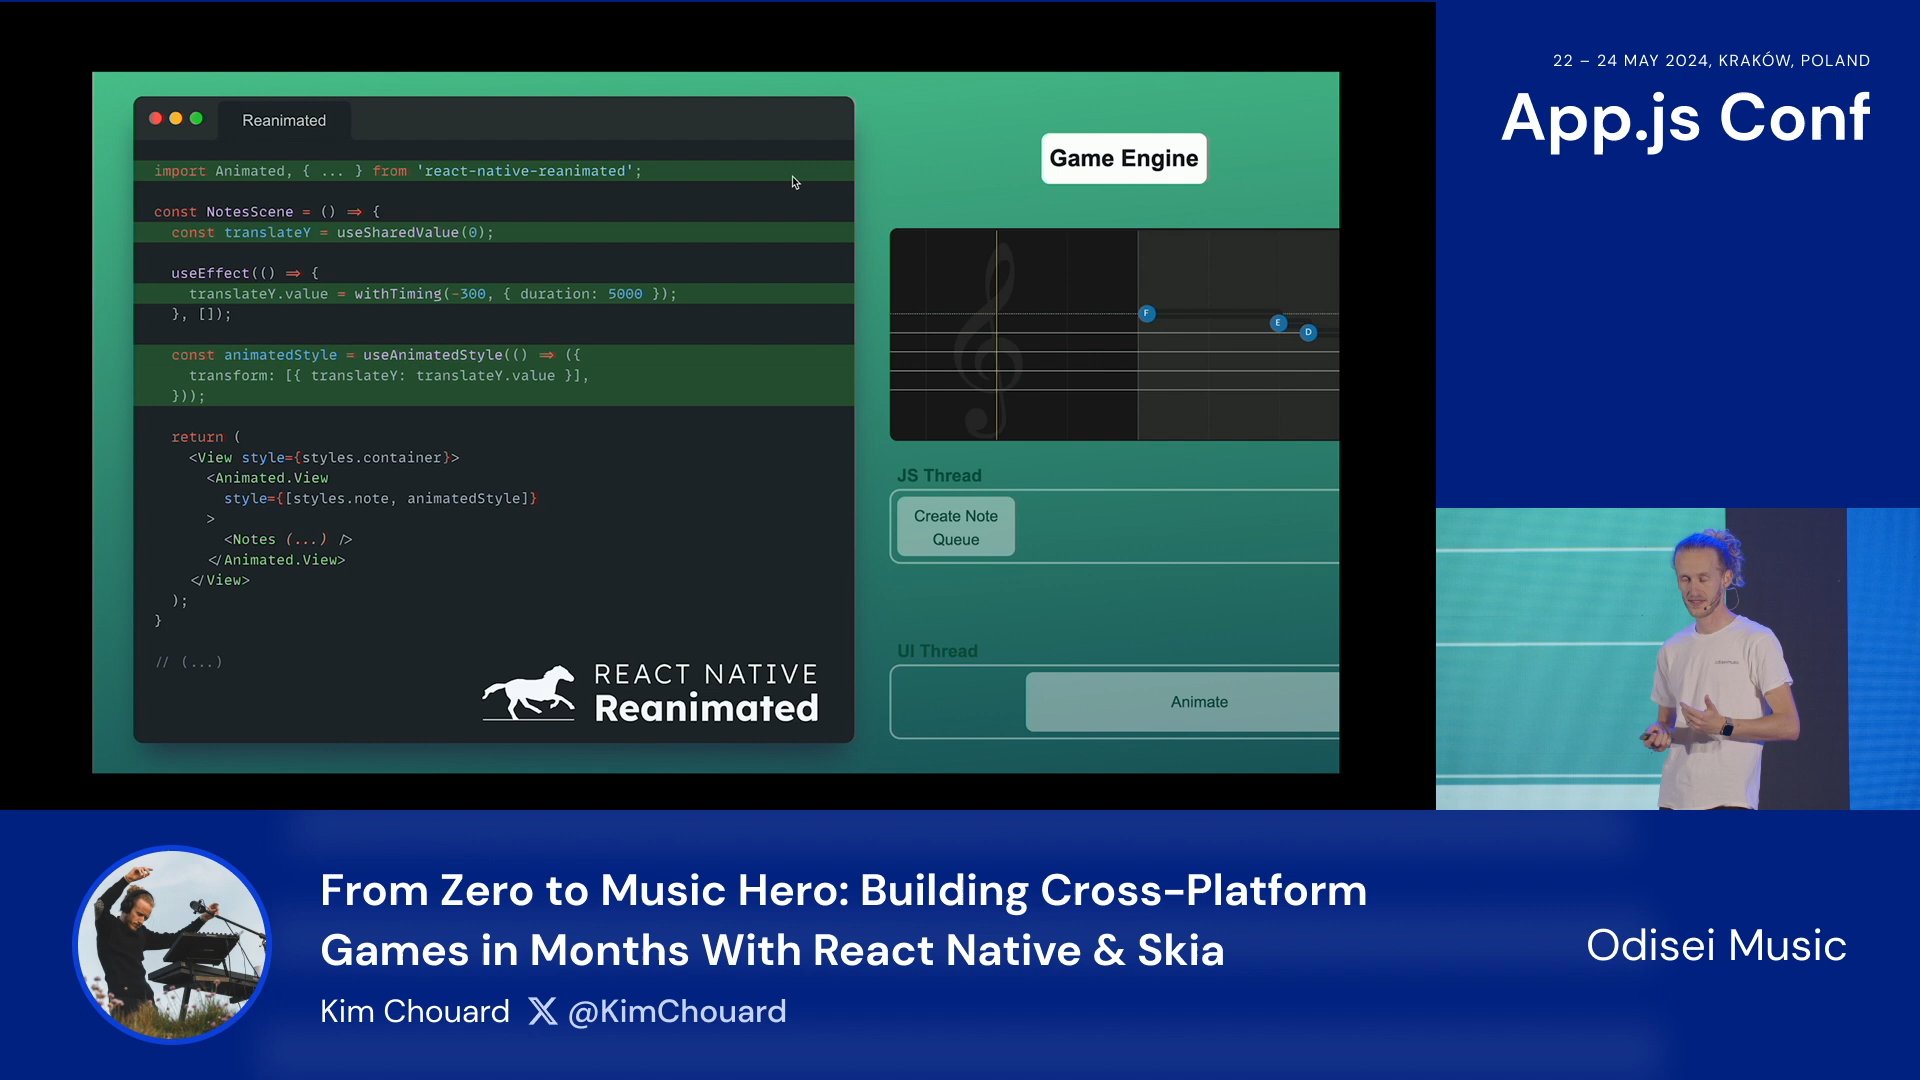 22 – 24 MAY 2024, KRAKÓW, POLAND
App.js Conf
Reanimated
import Animated, { ... } from 'react-native-reanimated';
const NotesScene = () => {
const translateY = useSharedValue(0);
useEffect(() => {
translateY.value = withTiming(-300, { duration: 5000 });
}, []);
const animatedStyle = useAnimatedStyle(() => ({
transform: [{ translateY: translateY.value }],
}));
return (
<View style={styles.container}>
<Animated.View
style={[styles.note, animatedStyle]}
>
<Notes (...) />
</Animated.View>
</View>
);
}
// (...)
REACT NATIVE
Reanimated
Game Engine
F
E
D
JS Thread
Create Note
Queue
UI Thread
Animate
From Zero to Music Hero: Building Cross-Platform
Games in Months With React Native & Skia
Kim Chouard X @KimChouard
Odisei Music